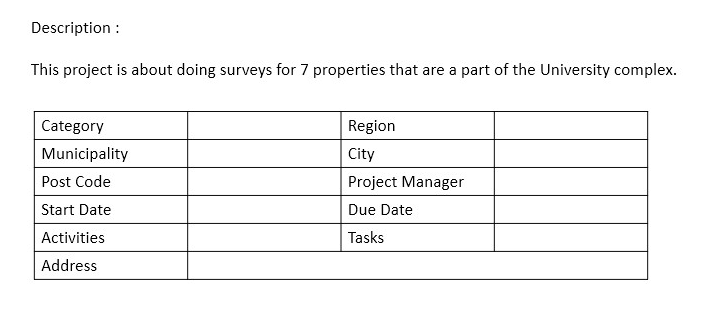 Description :
This project is about doing surveys for 7 properties that are a part of the University complex.
Category Region
Municipality City
Post Code Project Manager
Start Date Due Date
Activities Tasks
Address